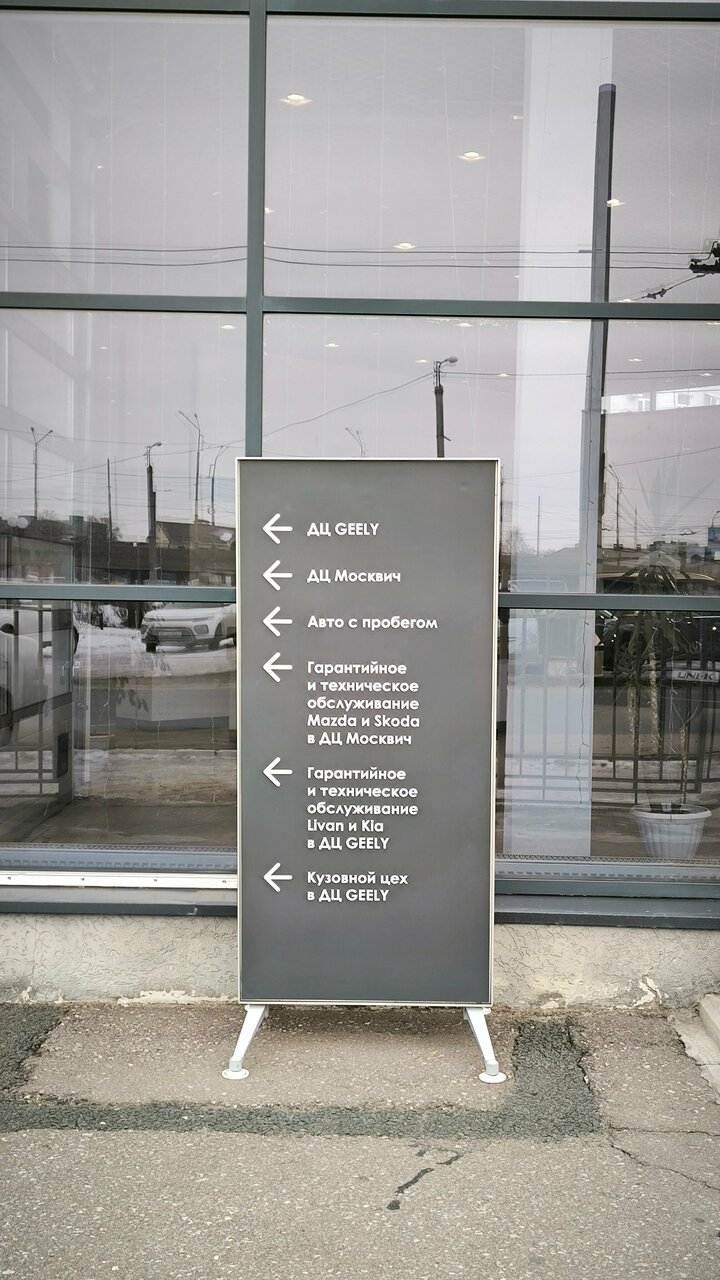 ← ДЦ GEELY
← ДЦ Москвич
← Авто с пробегом
← Гарантийное
и техническое
обслуживание
Mazda и Skoda
в ДЦ Москвич
← Гарантийное
и техническое
обслуживание
Livan и Kia
в ДЦ GEELY
← Кузовной цех
в ДЦ GEELY
UNI-K